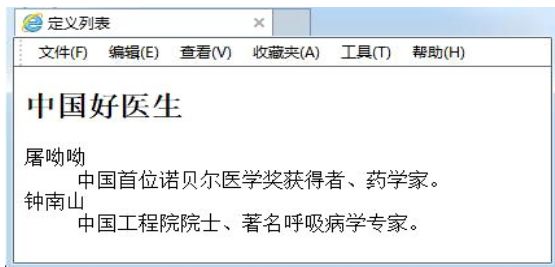 定义列表
文件(F) 编辑(E) 查看(V) 收藏夹(A) 工具(T) 帮助(H)
中国好医生
屠呦呦
中国首位诺贝尔医学奖获得者、药学家。
钟南山
中国工程院院士、著名呼吸病学专家。